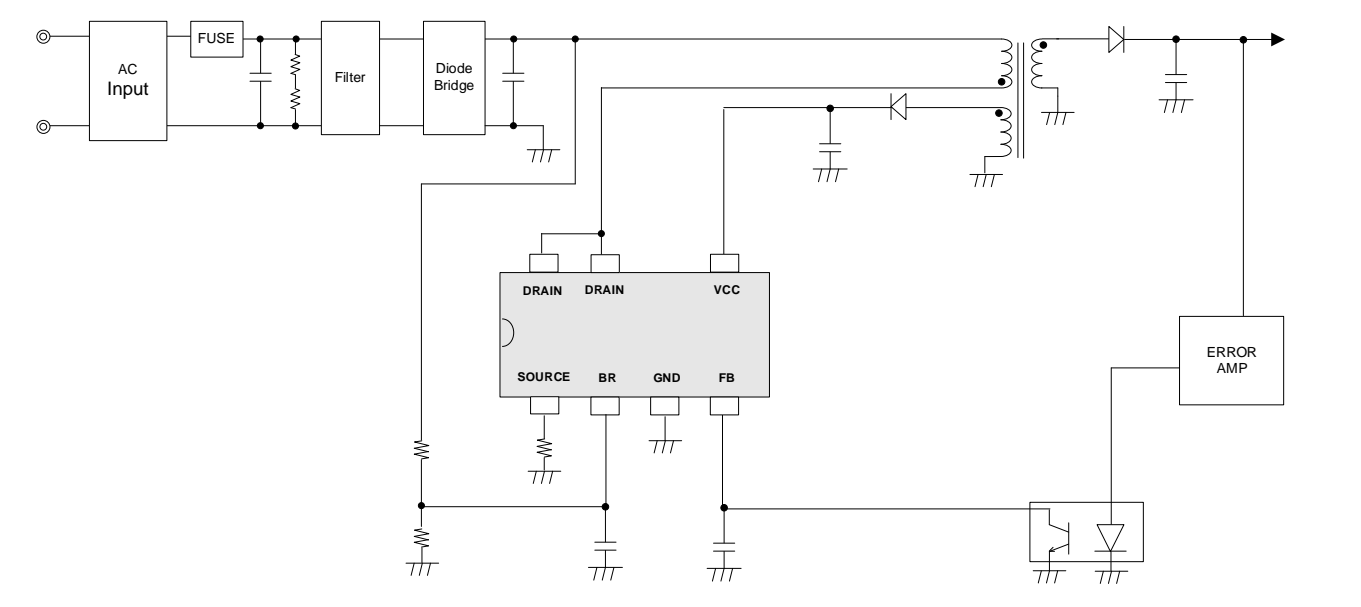 AC
Input
FUSE
Filter
Diode
Bridge
DRAIN
DRAIN
VCC
SOURCE
BR
GND
FB
ERROR
AMP